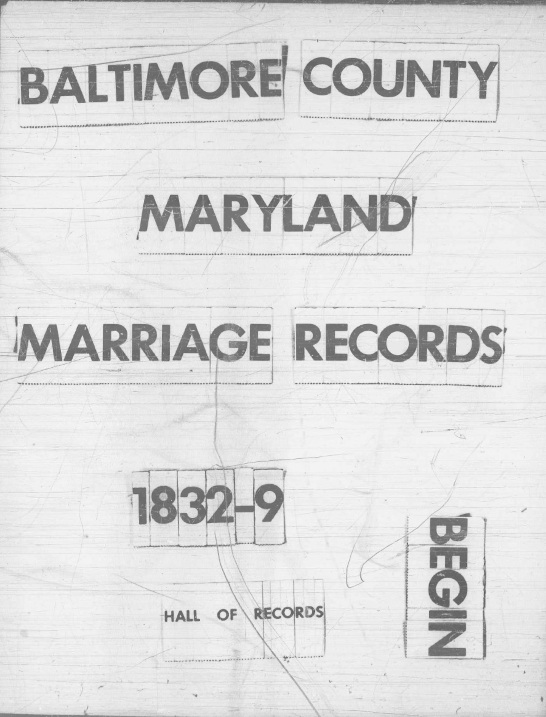 BALTIMORE COUNTY
MARYLAND
MARRIAGE RECORDS
1832-9
HALL OF RECORDS
BEGIN